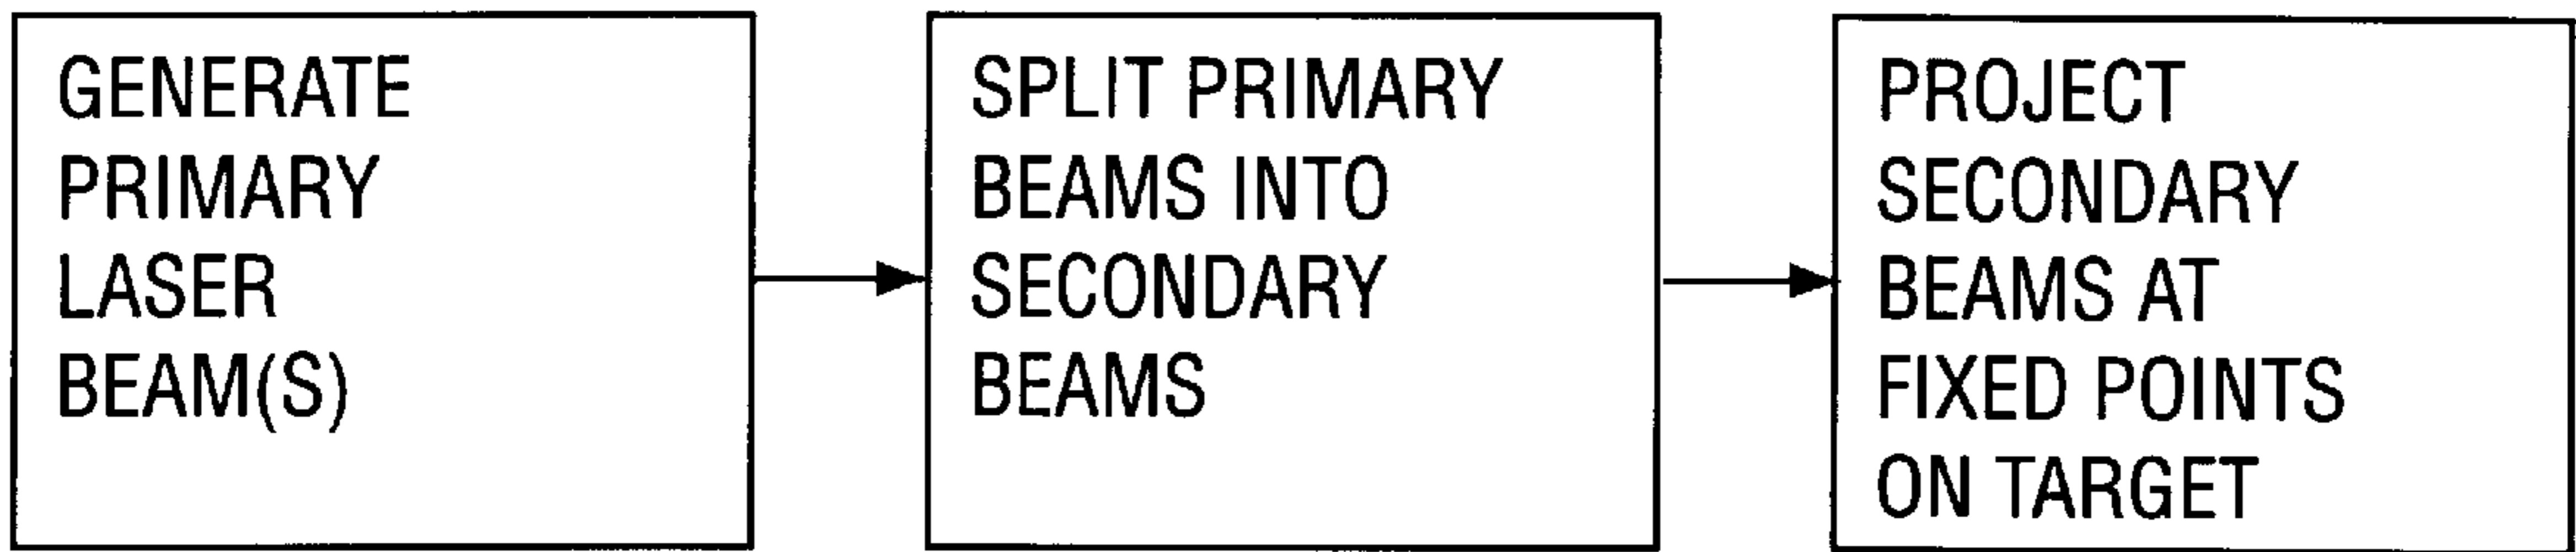 GENERATE
PRIMARY
LASER
BEAM(S)
SPLIT PRIMARY
BEAMS INTO
SECONDARY
BEAMS
PROJECT
SECONDARY
BEAMS AT
FIXED POINTS
ON TARGET